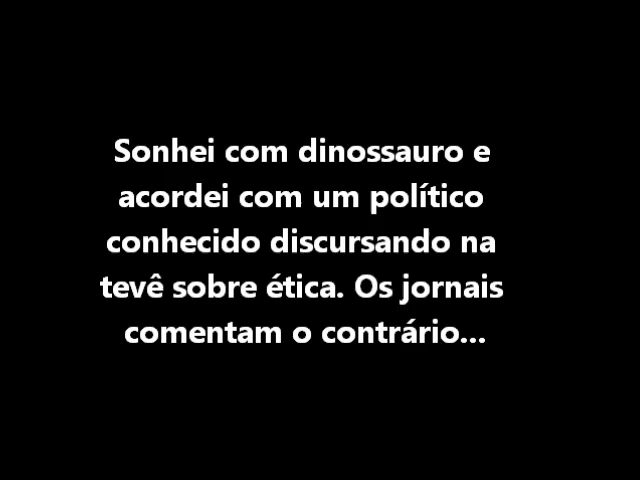 Sonhei com dinossauro e
acordei com um político
conhecido discursando na
tevê sobre ética. Os jornais
comentam o contrário...